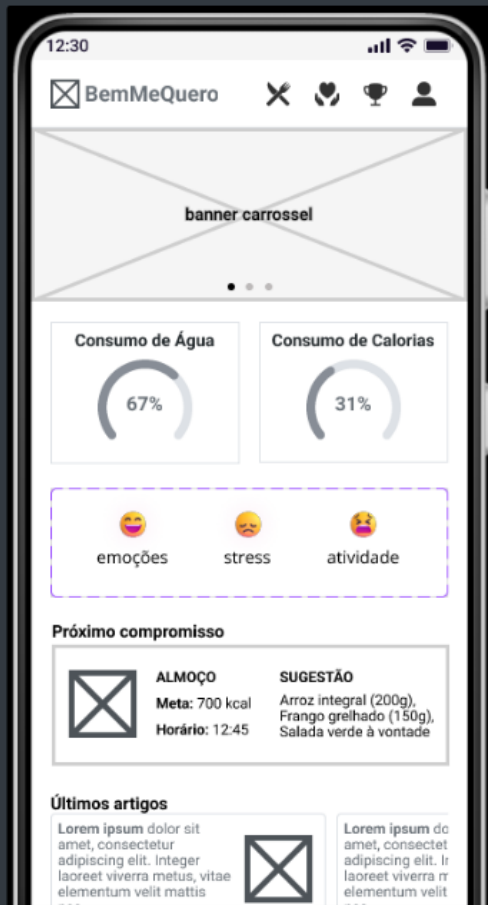 12:30
BemMeQuero
banner carrossel
Consumo de Água
67%
Consumo de Calorias
31%
emoções
stress
atividade
Próximo compromisso
ALMOÇO
Meta: 700 kcal
Horário: 12:45
SUGESTÃO
Arroz integral (200g),
Frango grelhado (150g),
Salada verde à vontade
Últimos artigos
Lorem ipsum dolor sit
amet, consectetur
adipiscing elit. Integer
laoreet viverra metus, vitae
elementum velit mattis
Lorem ipsum do
amet, consectet
adipiscing elit. I
laoreet viverra m
elementum velit